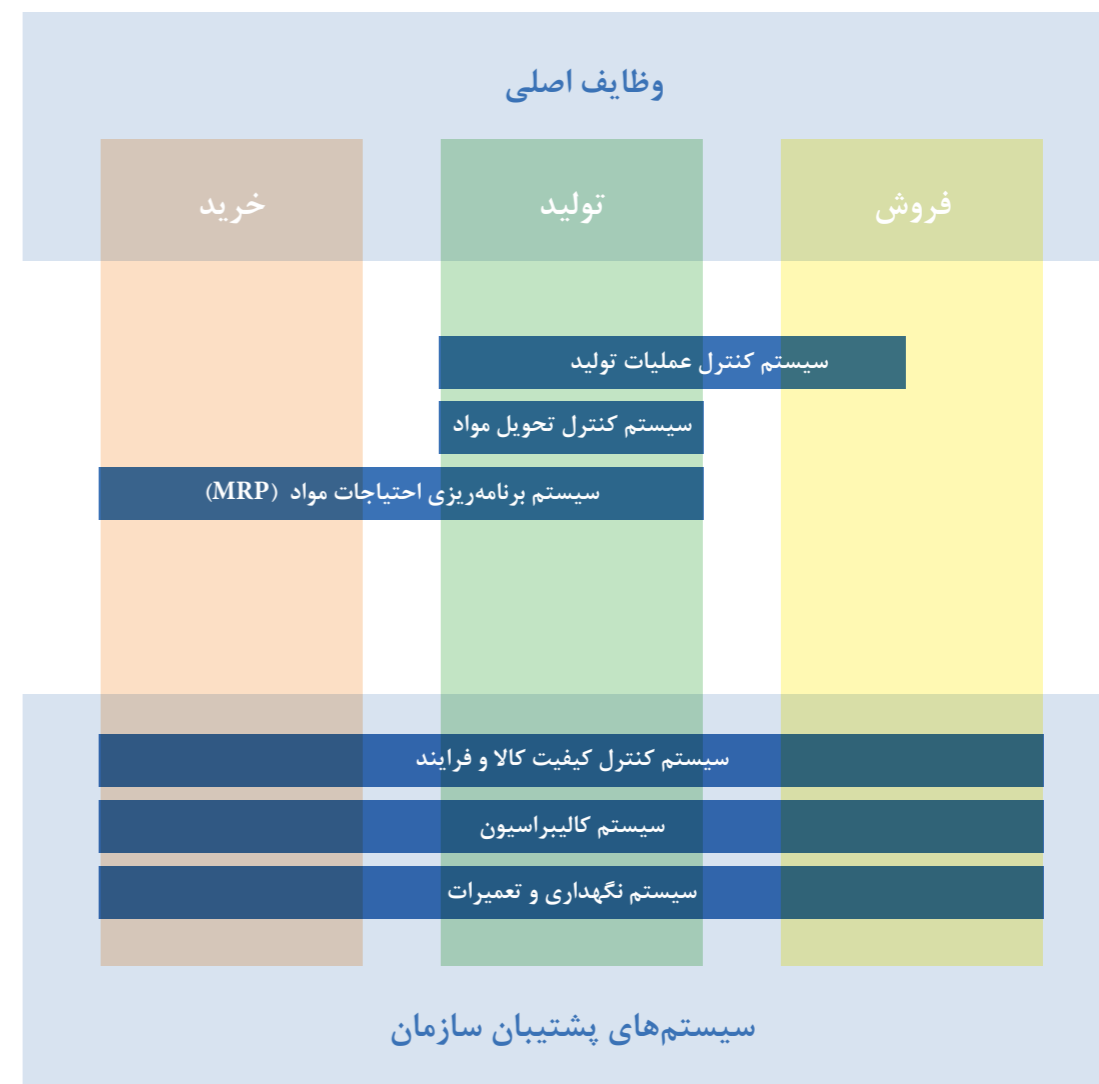 وظایف اصلی
فروش
تولید
خرید
سیستم کنترل عملیات تولید
سیستم کنترل تحویل مواد
سیستم برنامه‌ریزی احتیاجات مواد (MRP)
سیستم کنترل کیفیت کالا و فرایند
سیستم کالیبراسیون
سیستم نگهداری و تعمیرات
سیستم‌های پشتیبان سازمان